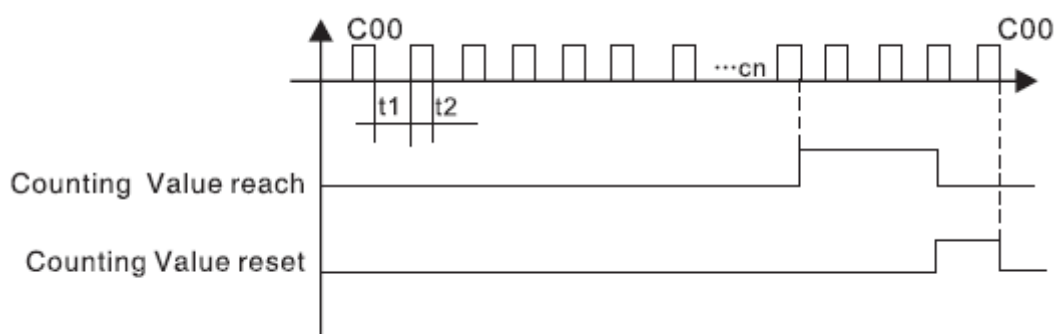 C00 C00
···cn
t1 t2
Counting Value reach
Counting Value reset